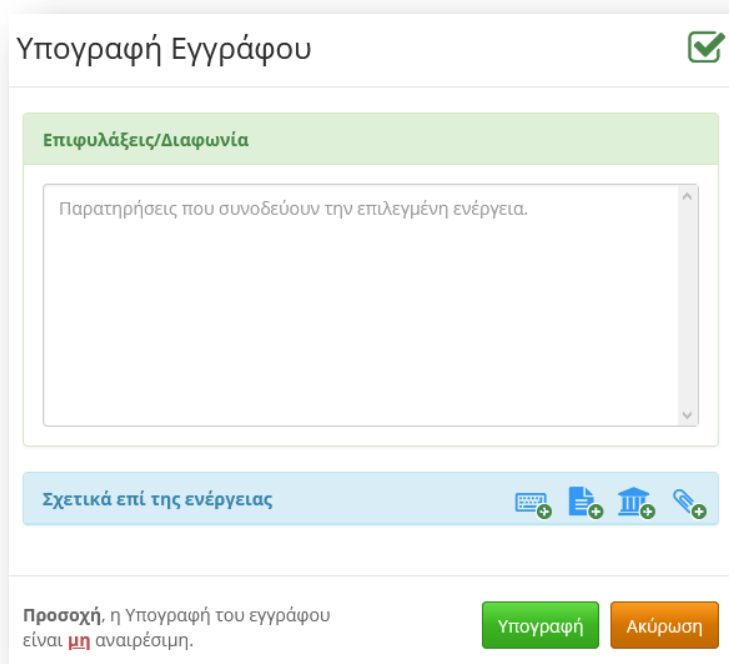 Υπογραφή Εγγράφου
Επιφυλάξεις/Διαφωνία
Παρατηρήσεις που συνοδεύουν την επιλεγμένη ενέργεια.
Σχετικά επί της ενέργειας
Προσοχή, η Υπογραφή του εγγράφου
είναι μη αναιρέσιμη.
Υπογραφή
Ακύρωση